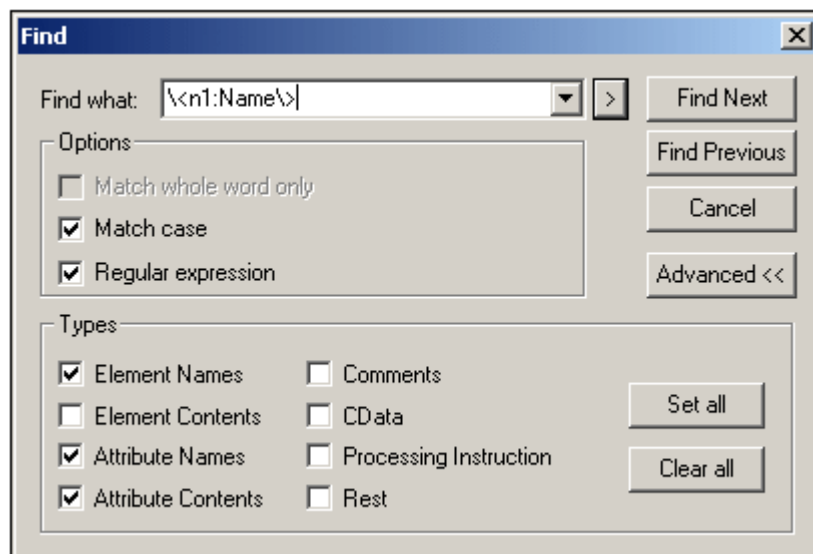 Find
Find what: \<n1:Name\> > Find Next
Options
Find Previous
Match whole word only
Cancel
Match case
Regular expression
Advanced <<
Types
Element Names Comments
Element Contents CData
Set all
Attribute Names Processing Instruction
Clear all
Attribute Contents Rest